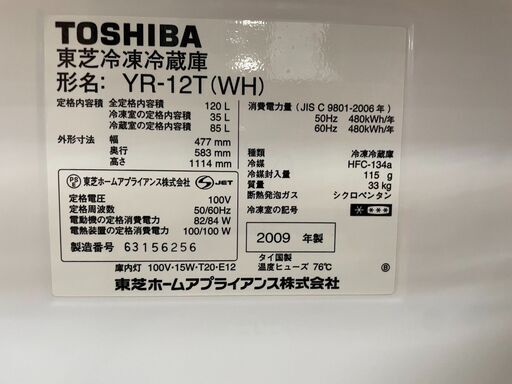 TOSHIBA
東芝冷凍冷蔵庫
形名: YR-12T(WH)
定格内容積 全定格内容積 120 L
冷凍室の定格内容積 35 L
冷蔵室の定格内容積 85 L
外形寸法 幅 477 mm
奥行 583 mm
高さ 1114 mm
PS E 東芝ホームアプライアンス株式会社 S JET
定格電圧 100V
定格周波数 50/60Hz
電動機の定格消費電力 82/84 W
電熱装置の定格消費電力 100/100 W
製造番号 63156256
消費電力量 (JIS C 9801-2006 年)
50Hz 480kWh/年
60Hz 480kWh/年
種類 冷凍冷蔵庫
冷媒 HFC-134a
冷媒封入量 115 g
質量 33 kg
断熱発泡ガス シクロペンタン
冷凍室の記号 * ***
2009 年製
タイ国製
温度ヒューズ 76℃
B
庫内灯 100V·15W·T20·E12
東芝ホームアプライアンス株式会社